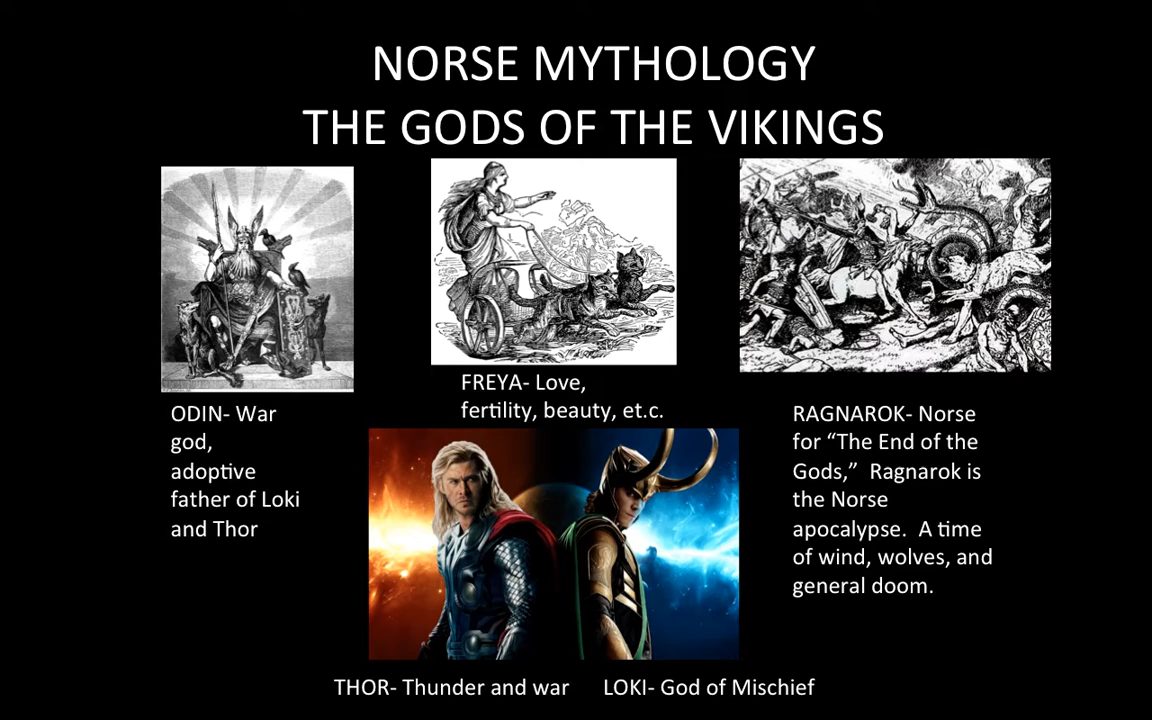 NORSE MYTHOLOGY
THE GODS OF THE VIKINGS
FREYA- Love,
fertility, beauty, et.c.
ODIN- War
god,
adoptive
father of Loki
and Thor
RAGNAROK- Norse
for “The End of the
Gods,”  Ragnarok is
the Norse
apocalypse.  A time
of wind, wolves, and
general doom.
THOR- Thunder and war
LOKI- God of Mischief